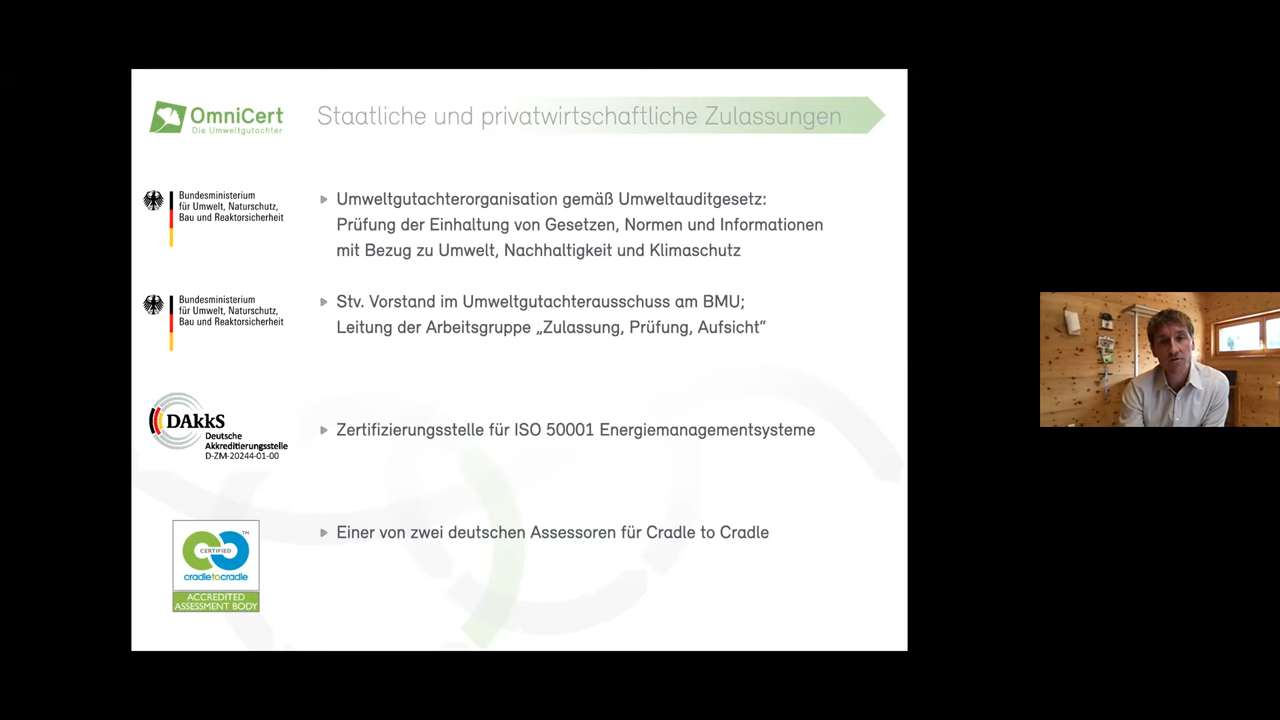 OmniCert
Die Umweltgutachter
Staatliche und privatwirtschaftliche Zulassungen
Bundesministerium
für Umwelt, Naturschutz,
Bau und Reaktorsicherheit
Umweltgutachterorganisation gemäß Umweltauditgesetz:
Prüfung der Einhaltung von Gesetzen, Normen und Informationen
mit Bezug zu Umwelt, Nachhaltigkeit und Klimaschutz
Bundesministerium
für Umwelt, Naturschutz,
Bau und Reaktorsicherheit
Stv. Vorstand im Umweltgutachterausschuss am BMU;
Leitung der Arbeitsgruppe „Zulassung, Prüfung, Aufsicht“
DAkkS
Deutsche
Akkreditierungsstelle
D-ZM-20244-01-00
Zertifizierungsstelle für ISO 50001 Energiemanagementsysteme
CERTIFIED
TM
cradletocradle
ACCREDITED
ASSESSMENT BODY
Einer von zwei deutschen Assessoren für Cradle to Cradle